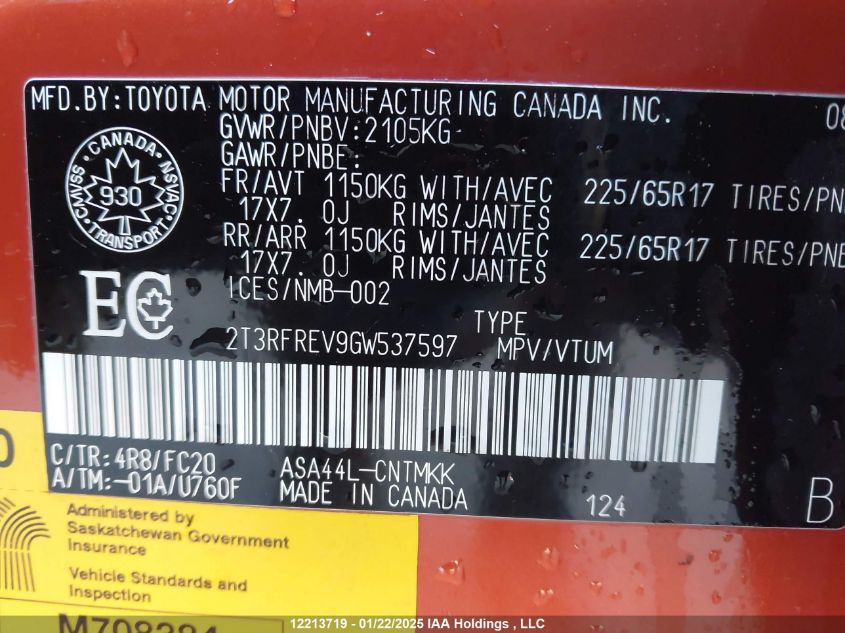 MFD.BY:TOYOTA MOTOR MANUFACTURING CANADA INC. 08
GVWR/PNBV:2105KG
GAWR/PNBE:
FR/AVT 1150KG WITH/AVEC 225/65R17 TIRES/PN
17X7.0J RIMS/JANTES
RR/ARR 1150KG WITH/AVEC 225/65R17 TIRES/PNE
17X7.0J RIMS/JANTES
ICES/NMB-002
CANADA
CMVSS 930 NSVAC
TRANSPORT
EC
TYPE
2T3RFREV9GW537597 MPV/VTUM
C/TR:4R8/FC20 ASA44L-CNTMKK
A/TM:-01A/U760F MADE IN CANADA 124 B
Administered by
Saskatchewan Government
Insurance
Vehicle Standards and
Inspection
M708284
12213719 - 01/22/2025 IAA Holdings , LLC